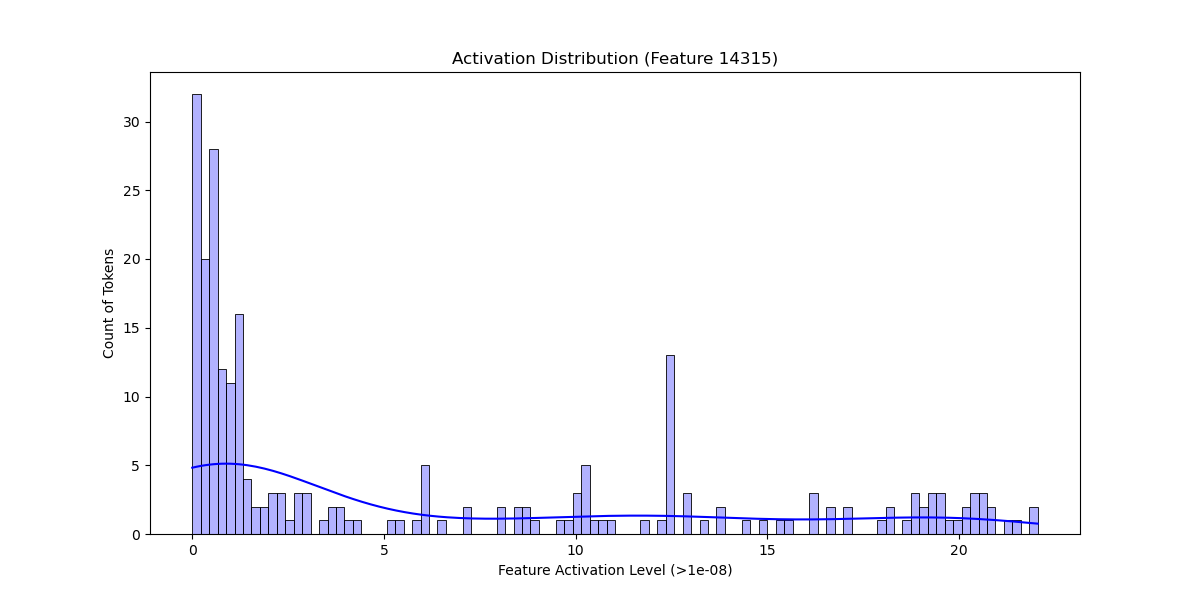 Activation Distribution (Feature 14315)
Count of Tokens
30
25
20
15
10
5
0
0 5 10 15 20
Feature Activation Level (>1e-08)